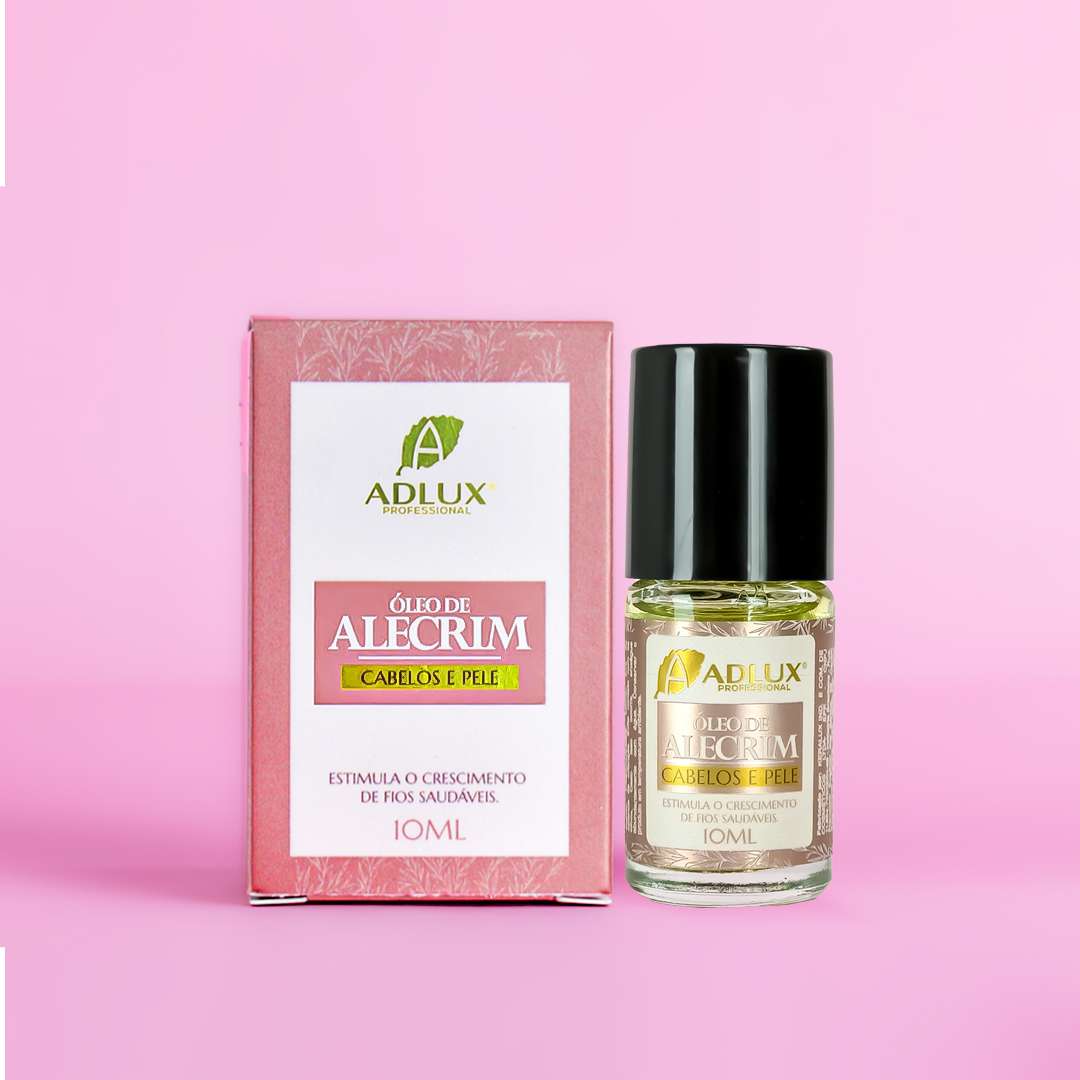 ADLUX®
PROFESSIONAL
ÓLEO DE
ALECRIM
CABELOS E PELE
ESTIMULA O CRESCIMENTO
DE FIOS SAUDÁVEIS.
10ML
ADLUX®
PROFESSIONAL
ÓLEO DE
ALECRIM
CABELOS E PELE
ESTIMULA O CRESCIMENTO
DE FIOS SAUDÁVEIS.
10ML